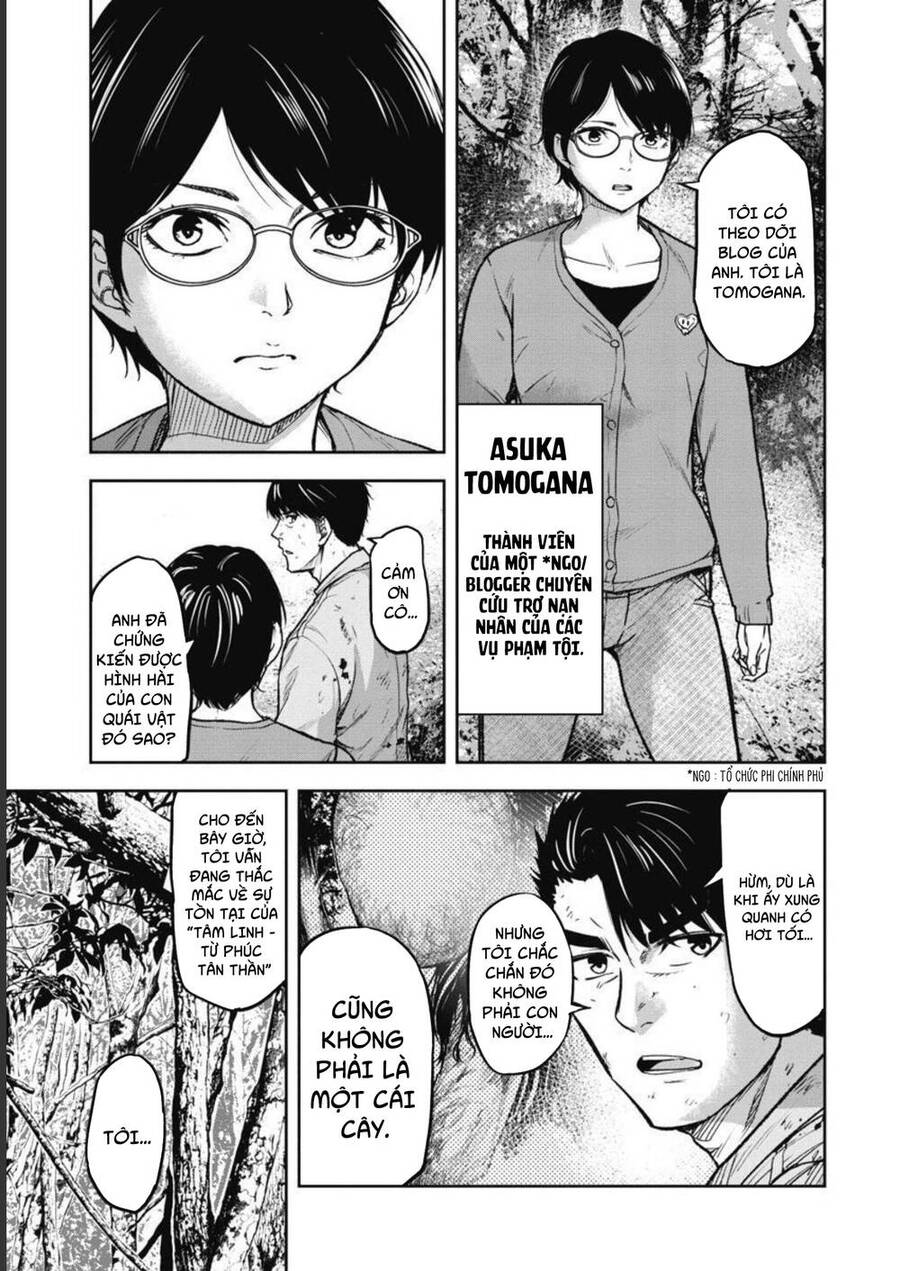 TÔI CÓ
THEO DÕI
BLOG CỦA
ANH. TÔI LÀ
TOMOGANA.
ASUKA
TOMOGANA
THÀNH VIÊN
CỦA MỘT *NGO/
BLOGGER CHUYÊN
CỨU TRỢ NẠN
NHÂN CỦA CÁC
VỤ PHẠM TỘI.
*NGO : TỔ CHỨC PHI CHÍNH PHỦ
CẢM
ƠN
CÔ...
ANH ĐÃ
CHỨNG
KIẾN ĐƯỢC
HÌNH HÀI
CỦA CON
QUÁI VẬT
ĐÓ SAO?
HỪM, DÙ LÀ
KHI ẤY XUNG
QUANH CÓ
HƠI TỐI...
NHƯNG
TÔI CHẮC
CHẮN ĐÓ
KHÔNG
PHẢI CON
NGƯỜI...
CŨNG
KHÔNG
PHẢI LÀ
MỘT CÁI
CÂY.
CHO ĐẾN
BÂY GIỜ,
TÔI VẪN
ĐANG THẮC
MẮC VỀ SỰ
TỒN TẠI CỦA
“TÂM LINH -
TỪ PHÚC
TÂN THẦN”
TÔI...